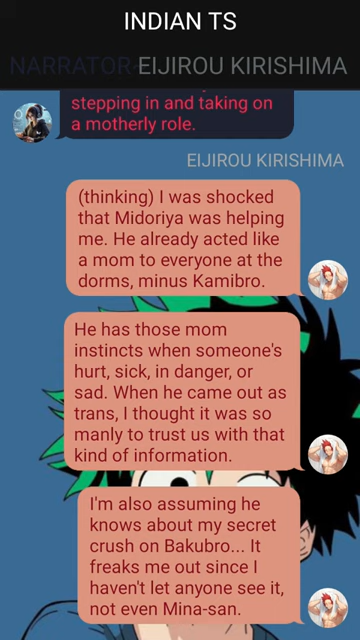 INDIAN TS
NARRATOR EIJIROU KIRISHIMA
stepping in and taking on
a motherly role.
EIJIROU KIRISHIMA
(thinking) I was shocked
that Midoriya was helping
me. He already acted like
a mom to everyone at the
dorms, minus Kamibro.
He has those mom
instincts when someone's
hurt, sick, in danger, or
sad. When he came out as
trans, I thought it was so
manly to trust us with that
kind of information.
I'm also assuming he
knows about my secret
crush on Bakubro... It
freaks me out since I
haven't let anyone see it,
not even Mina-san.